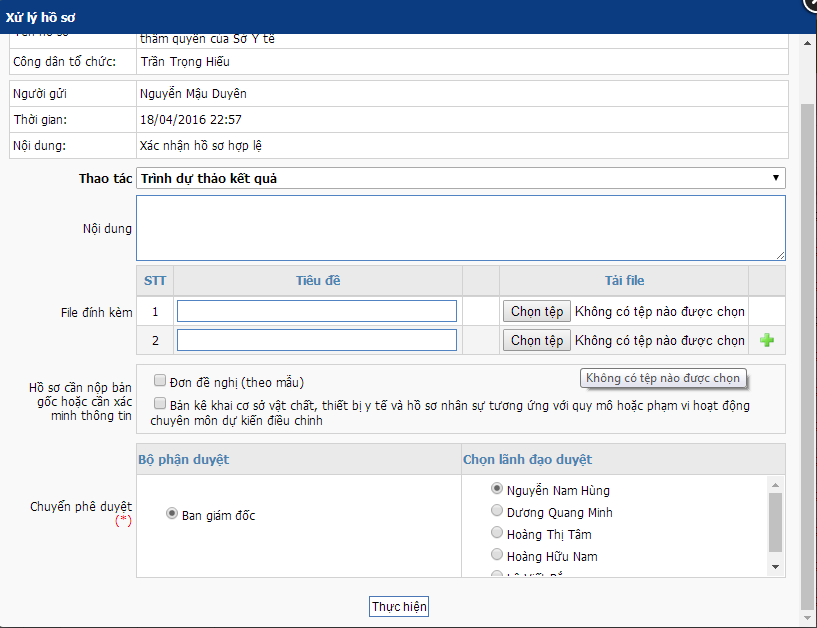 Xử lý hồ sơ
thẩm quyền của Sở Y tế
Công dân tổ chức: Trần Trọng Hiếu
Người gửi Nguyễn Mậu Duyên
Thời gian: 18/04/2016 22:57
Nội dung: Xác nhận hồ sơ hợp lệ
Thao tác Trình dự thảo kết quả
Nội dung
STT Tiêu đề Tải file
File đính kèm
1 Chọn tệp Không có tệp nào được chọn
2 Chọn tệp Không có tệp nào được chọn
Không có tệp nào được chọn
Hồ sơ cần nộp bản
gốc hoặc cần xác
minh thông tin
Đơn đề nghị (theo mẫu)
Bản kê khai cơ sở vật chất, thiết bị y tế và hồ sơ nhân sự tương ứng với quy mô hoặc phạm vi hoạt động
chuyên môn dự kiến điều chỉnh
Bộ phận duyệt Chọn lãnh đạo duyệt
Chuyển phê duyệt
(*)
Ban giám đốc
Nguyễn Nam Hùng
Dương Quang Minh
Hoàng Thị Tâm
Hoàng Hữu Nam
Thực hiện